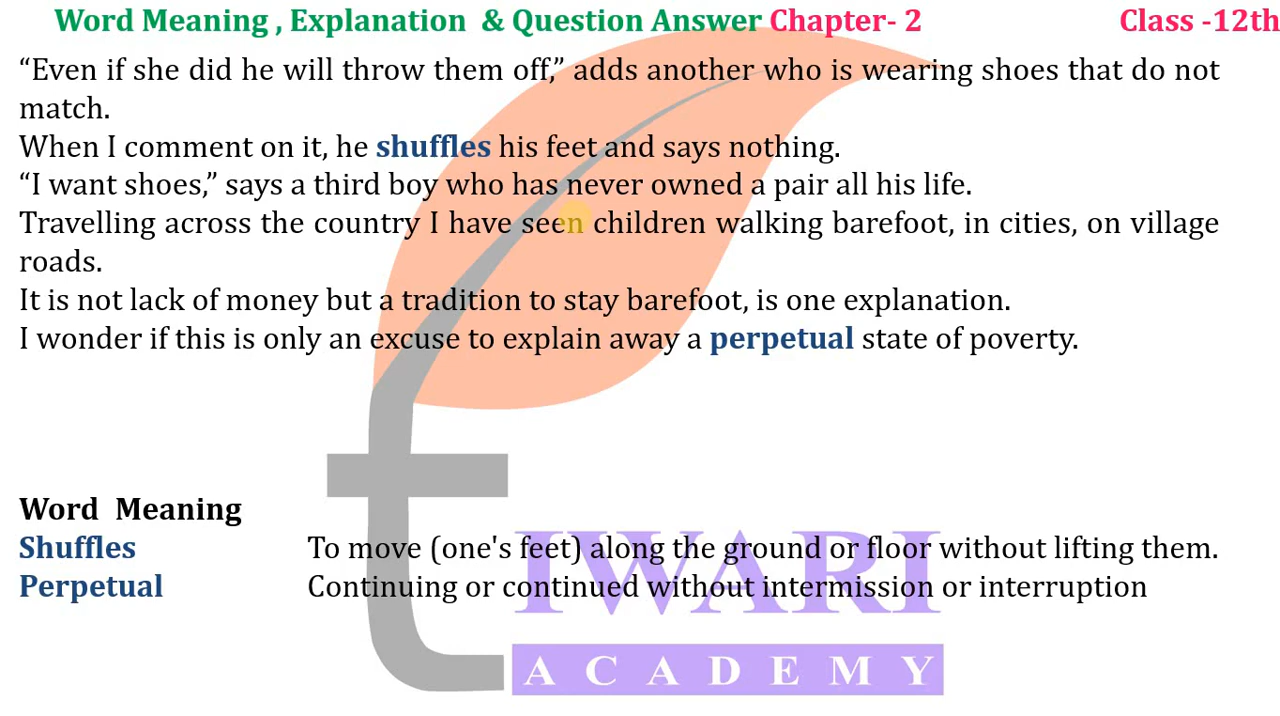 Word Meaning , Explanation & Question Answer Chapter- 2 Class -12th
“Even if she did he will throw them off,” adds another who is wearing shoes that do not
match.
When I comment on it, he shuffles his feet and says nothing.
“I want shoes,” says a third boy who has never owned a pair all his life.
Travelling across the country I have seen children walking barefoot, in cities, on village
roads.
It is not lack of money but a tradition to stay barefoot, is one explanation.
I wonder if this is only an excuse to explain away a perpetual state of poverty.
Word Meaning
Shuffles To move (one's feet) along the ground or floor without lifting them.
Perpetual Continuing or continued without intermission or interruption
tIWARI
ACADEMY